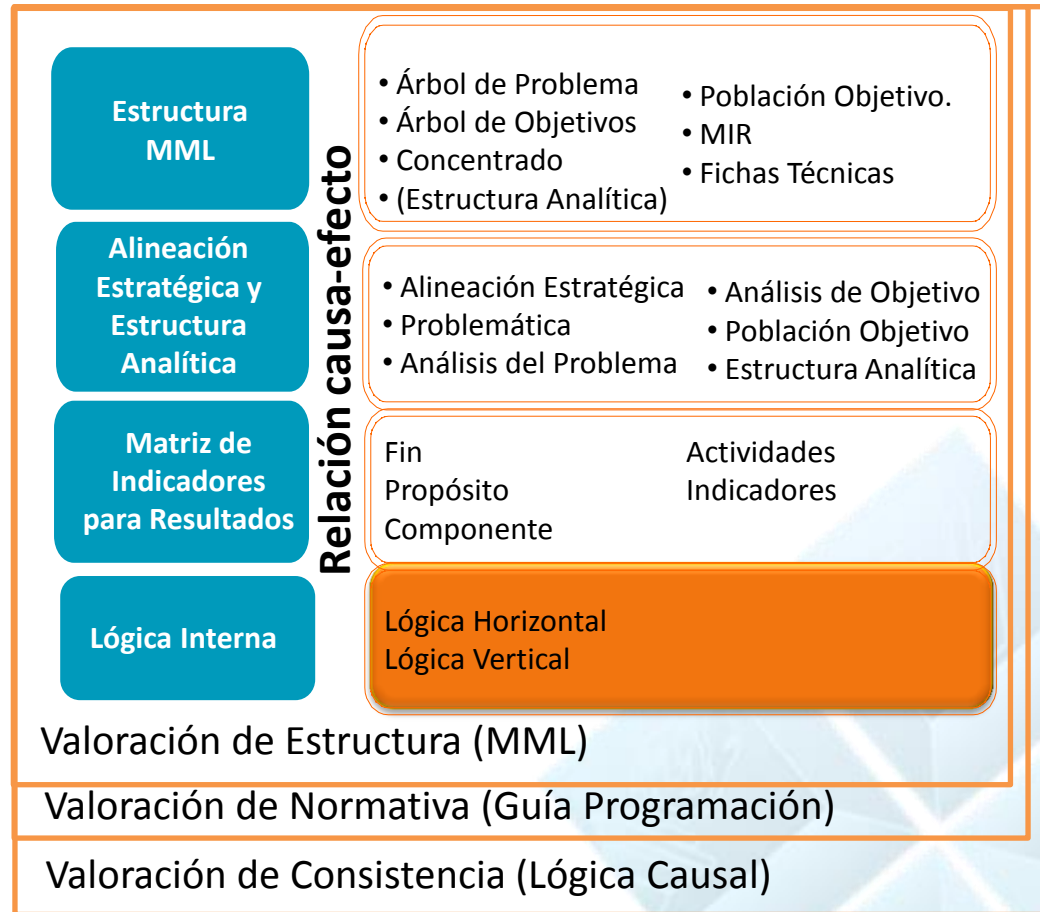 Estructura
MML
• Árbol de Problema
• Árbol de Objetivos
• Concentrado
• (Estructura Analítica)
• Población Objetivo.
• MIR
• Fichas Técnicas
Relación causa-efecto
Alineación
Estratégica y
Estructura
Analítica
• Alineación Estratégica
• Problemática
• Análisis del Problema
• Análisis de Objetivo
• Población Objetivo
• Estructura Analítica
Matriz de
Indicadores
para Resultados
Fin
Propósito
Componente
Actividades
Indicadores
Lógica Interna
Lógica Horizontal
Lógica Vertical
Valoración de Estructura (MML)
Valoración de Normativa (Guía Programación)
Valoración de Consistencia (Lógica Causal)